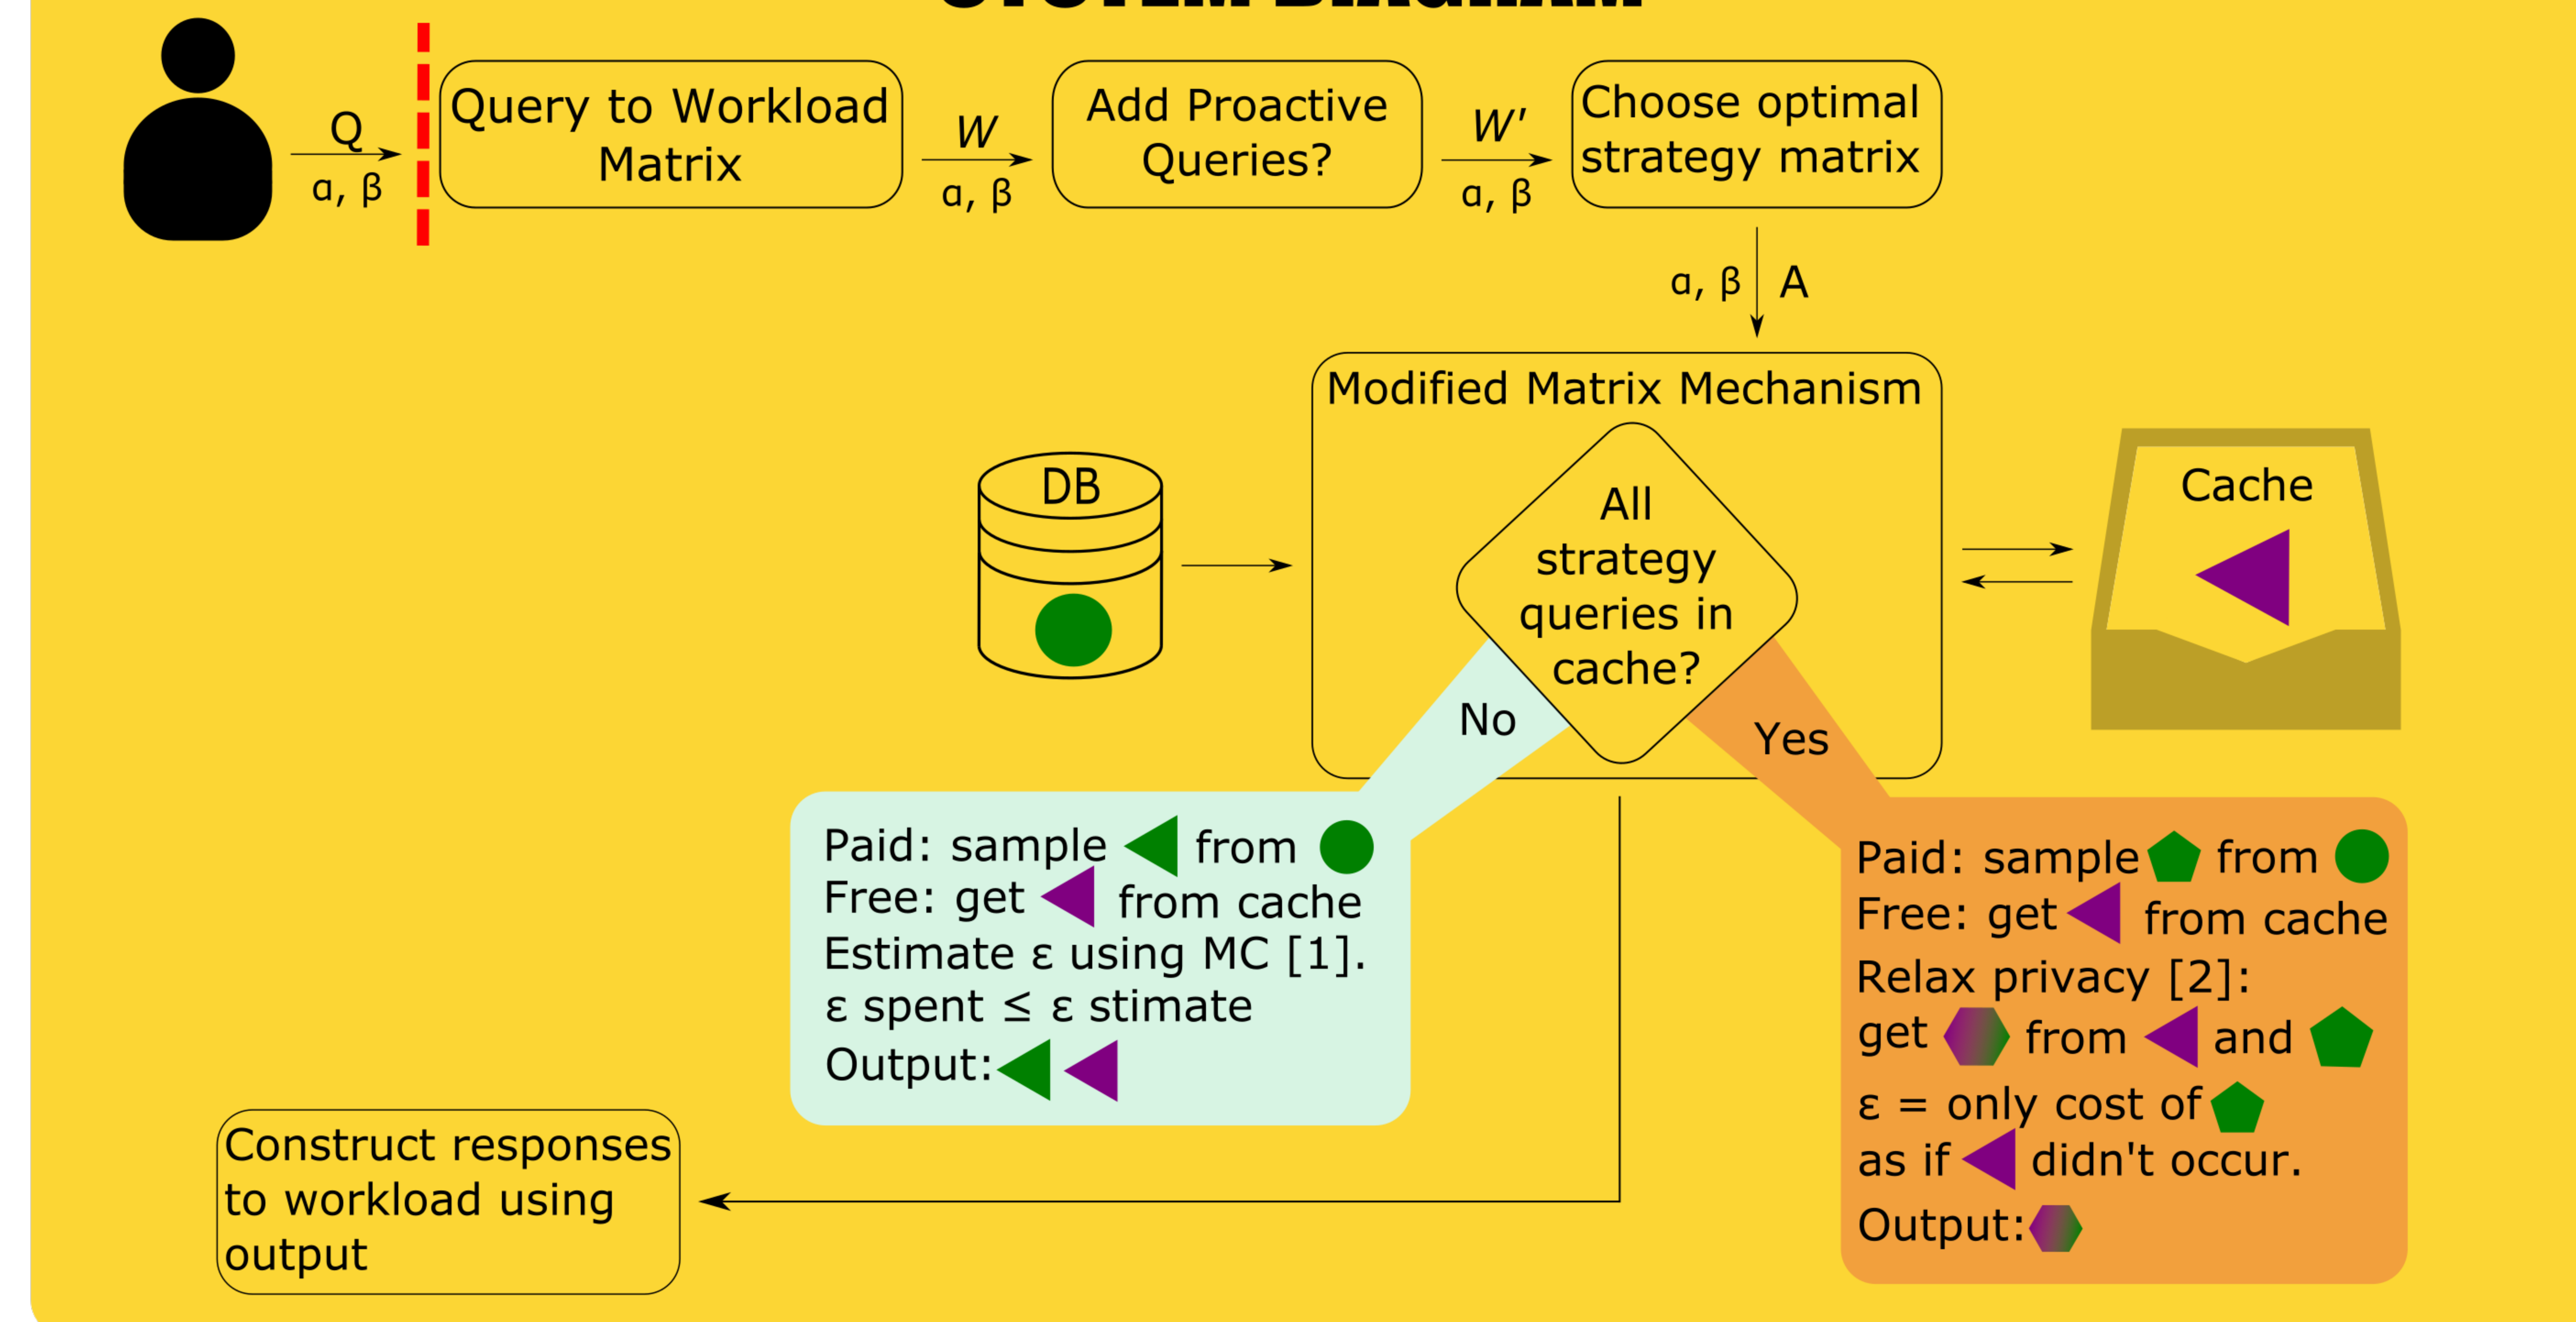 SYSTEM DIAGRAM
Q
α, β
Query to Workload
Matrix
W
α, β
Add Proactive
Queries?
W'
α, β
Choose optimal
strategy matrix
α, β
A
Modified Matrix Mechanism
DB
All
strategy
queries in
cache?
Cache
No
Yes
Paid: sample from
Free: get from cache
Estimate ε using MC [1].
ε spent ≤ ε stimate
Output:
Paid: sample from
Free: get from cache
Relax privacy [2]:
get from and
ε = only cost of
as if didn't occur.
Output:
Construct responses
to workload using
output